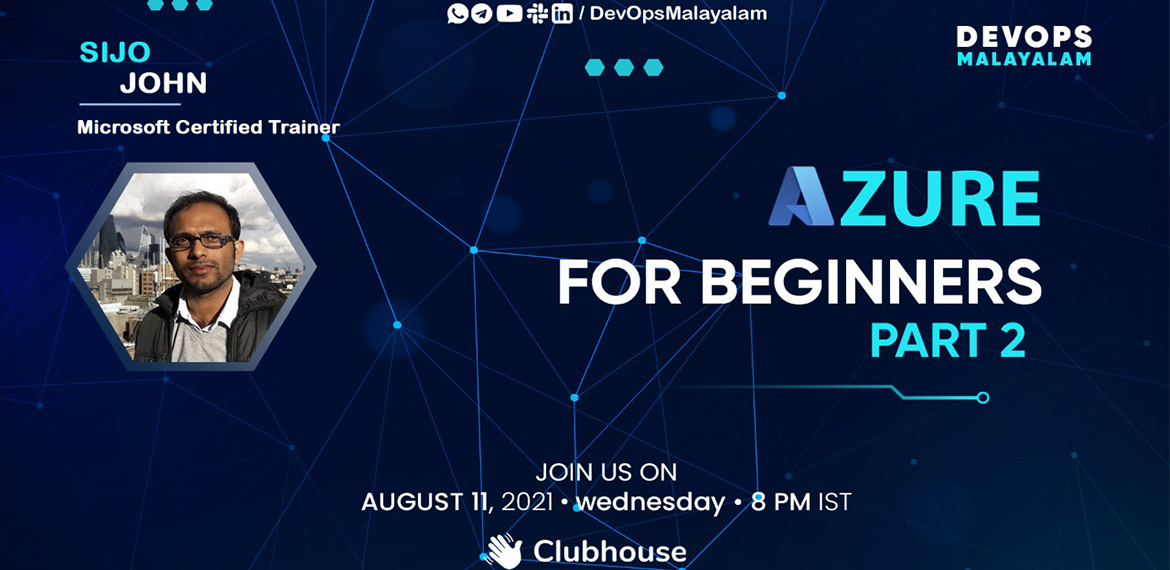 / DevOpsMalayalam
DEVOPS
MALAYALAM
SIJO
JOHN
Microsoft Certified Trainer
AZURE
FOR BEGINNERS
PART 2
JOIN US ON
AUGUST 11, 2021 • wednesday • 8 PM IST
Clubhouse